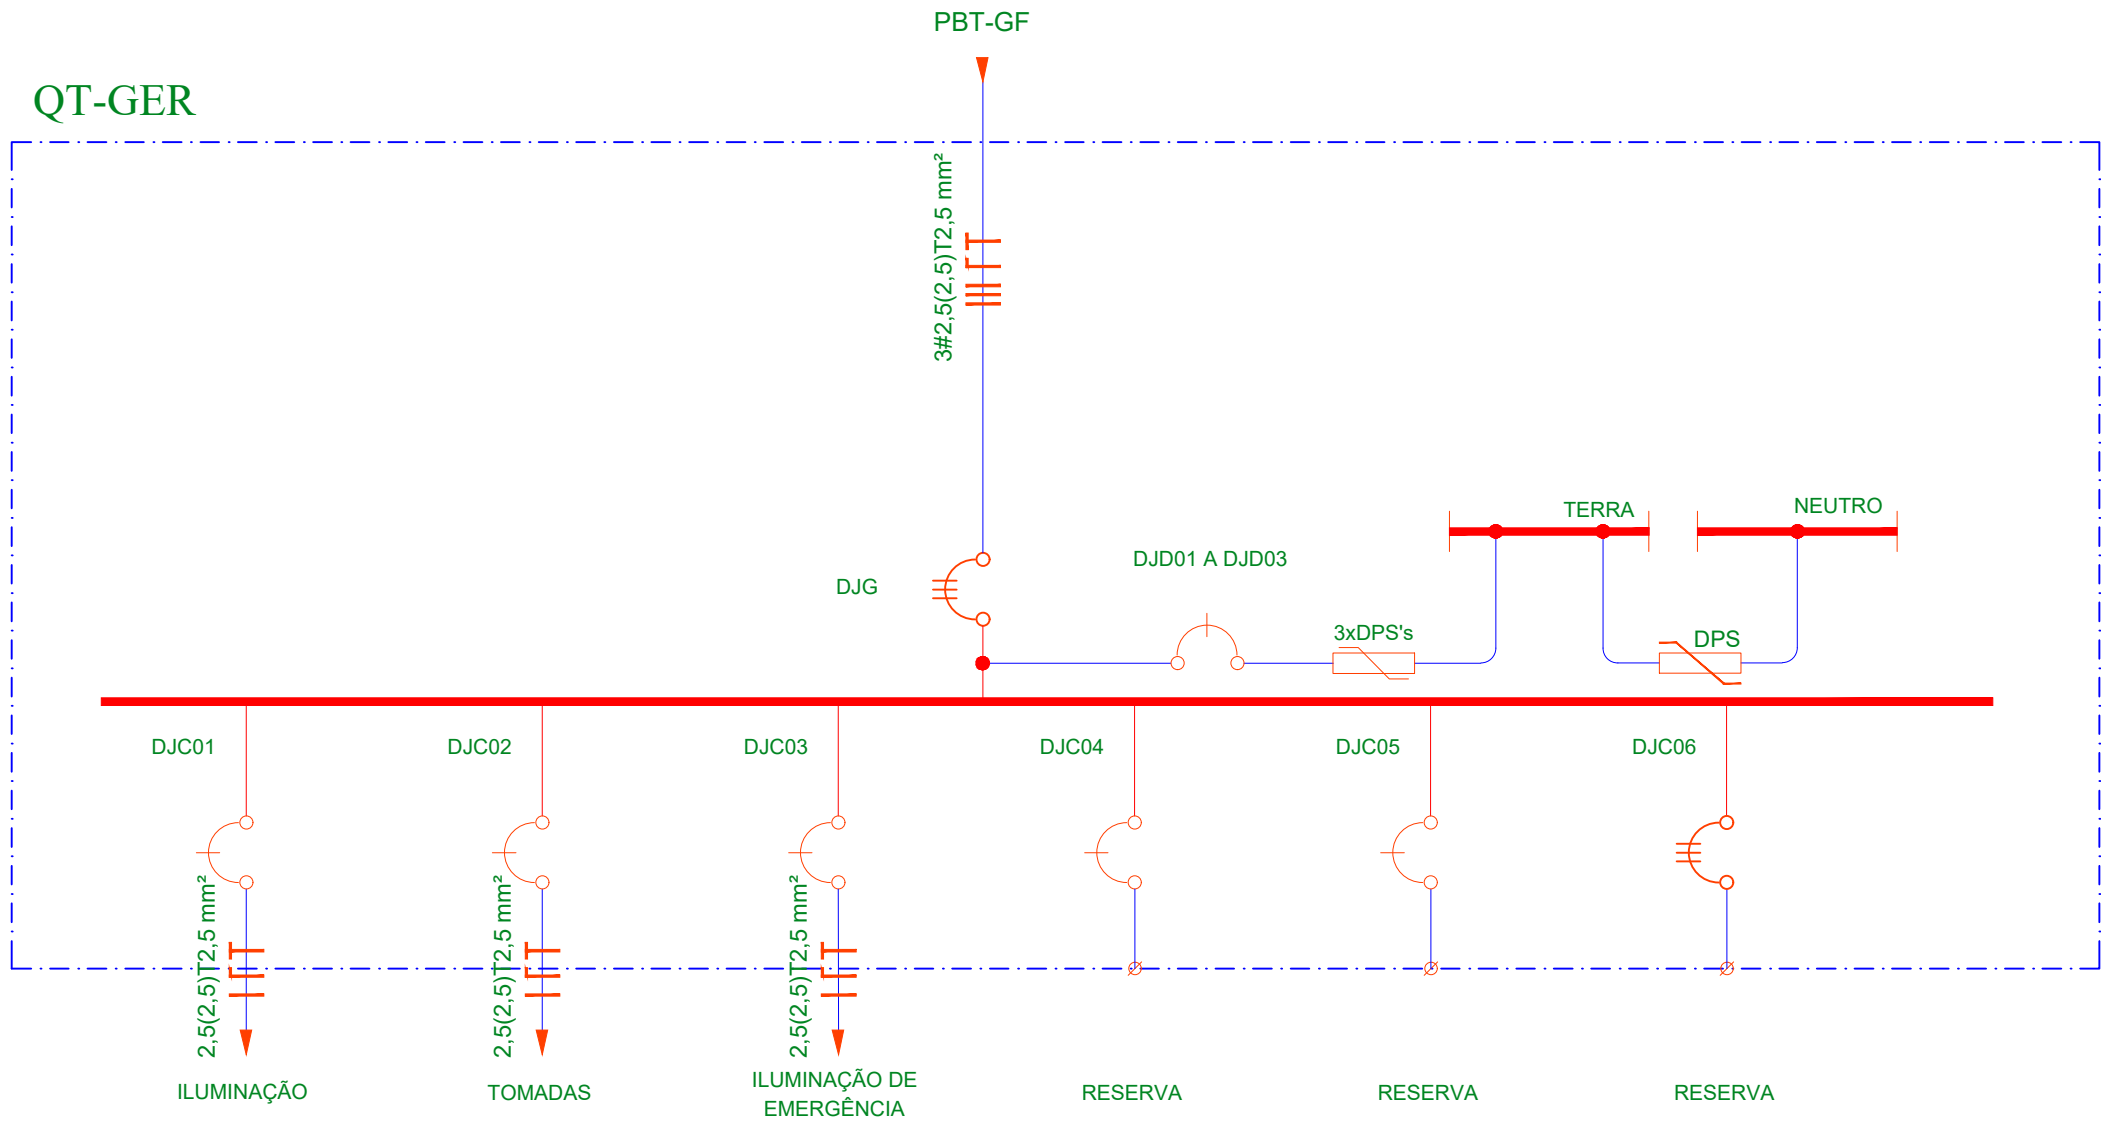 PBT-GF
QT-GER
3#2,5(2,5)T2,5 mm²
TERRA
NEUTRO
DJD01 A DJD03
DJG
3xDPS's
DPS
DJC01
DJC02
DJC03
DJC04
DJC05
DJC06
2,5(2,5)T2,5 mm²
2,5(2,5)T2,5 mm²
2,5(2,5)T2,5 mm²
ILUMINAÇÃO
TOMADAS
ILUMINAÇÃO DE
EMERGÊNCIA
RESERVA
RESERVA
RESERVA